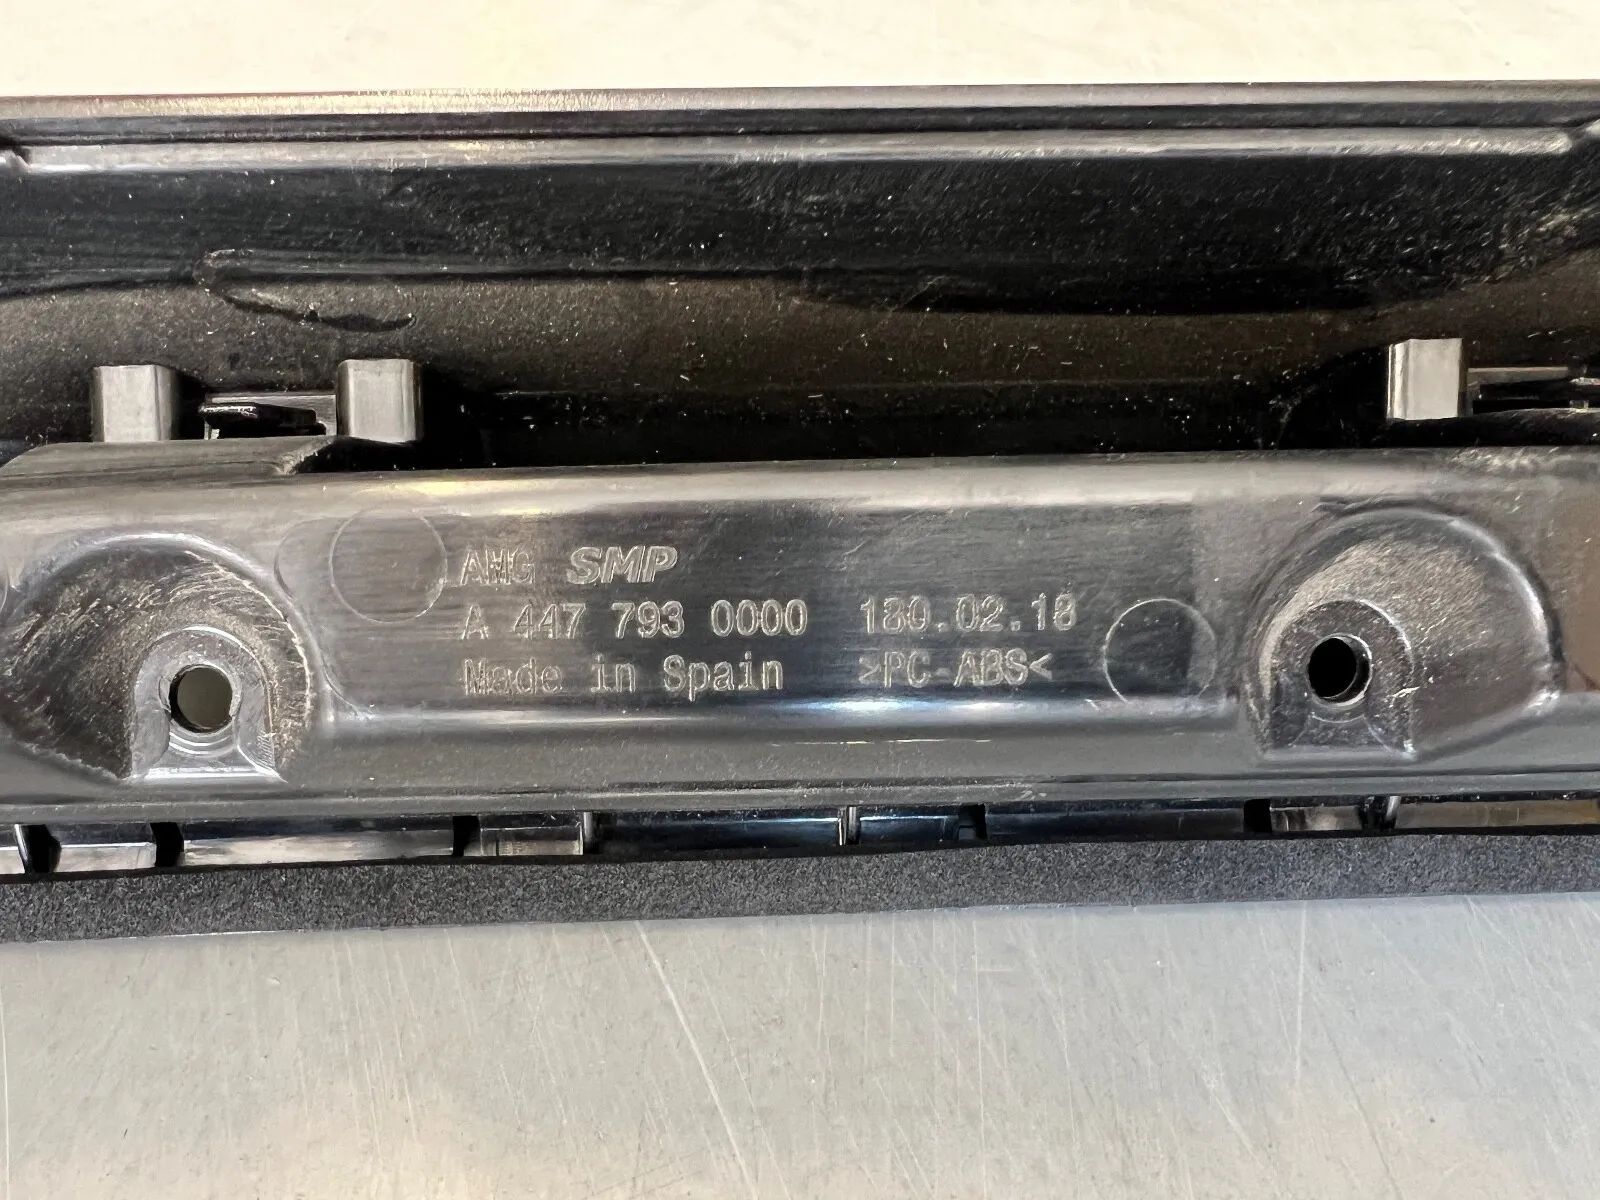 AMG SMP
A 447 793 0000 180.02.18
Made in Spain >PC-ABS<